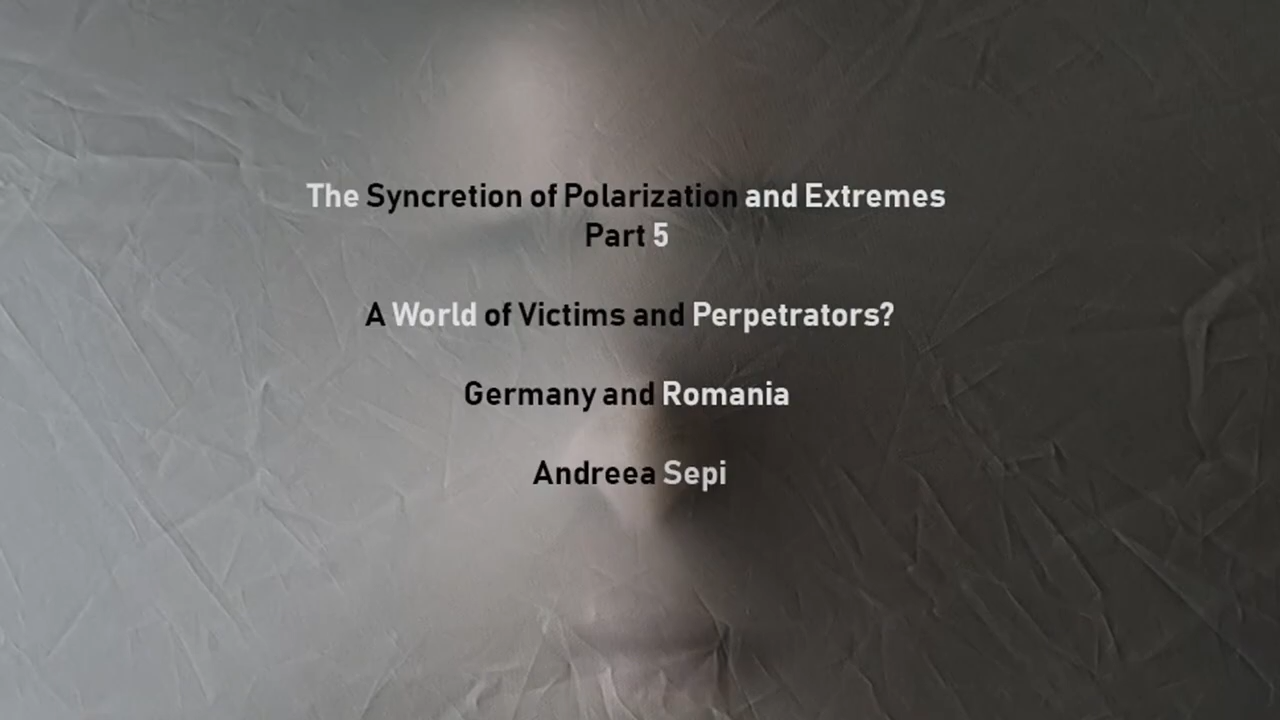 The Syncretion of Polarization and Extremes
Part 5
A World of Victims and Perpetrators?
Germany and Romania
Andreea Sepi